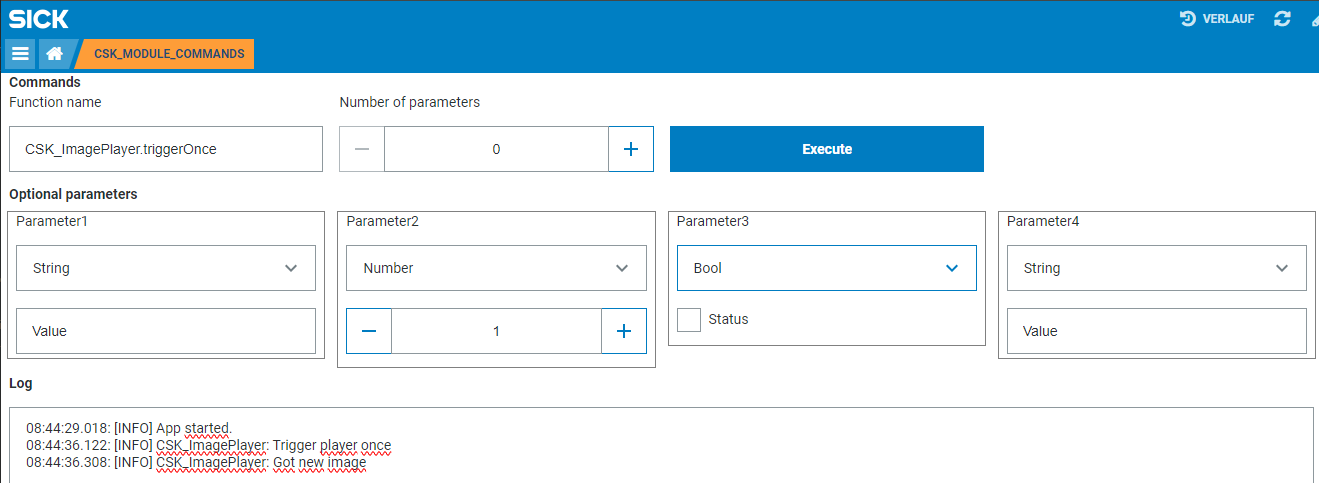 SICK
VERLAUF
CSK_MODULE_COMMANDS
Commands
Function name
Number of parameters
CSK_ImagePlayer.triggerOnce
0
Execute
Optional parameters
Parameter1
Parameter2
Parameter3
Parameter4
String
Number
Bool
String
Value
1
Status
Value
Log
08:44:29.018: [INFO] App started.
08:44:36.122: [INFO] CSK_ImagePlayer: Trigger player once
08:44:36.308: [INFO] CSK_ImagePlayer: Got new image